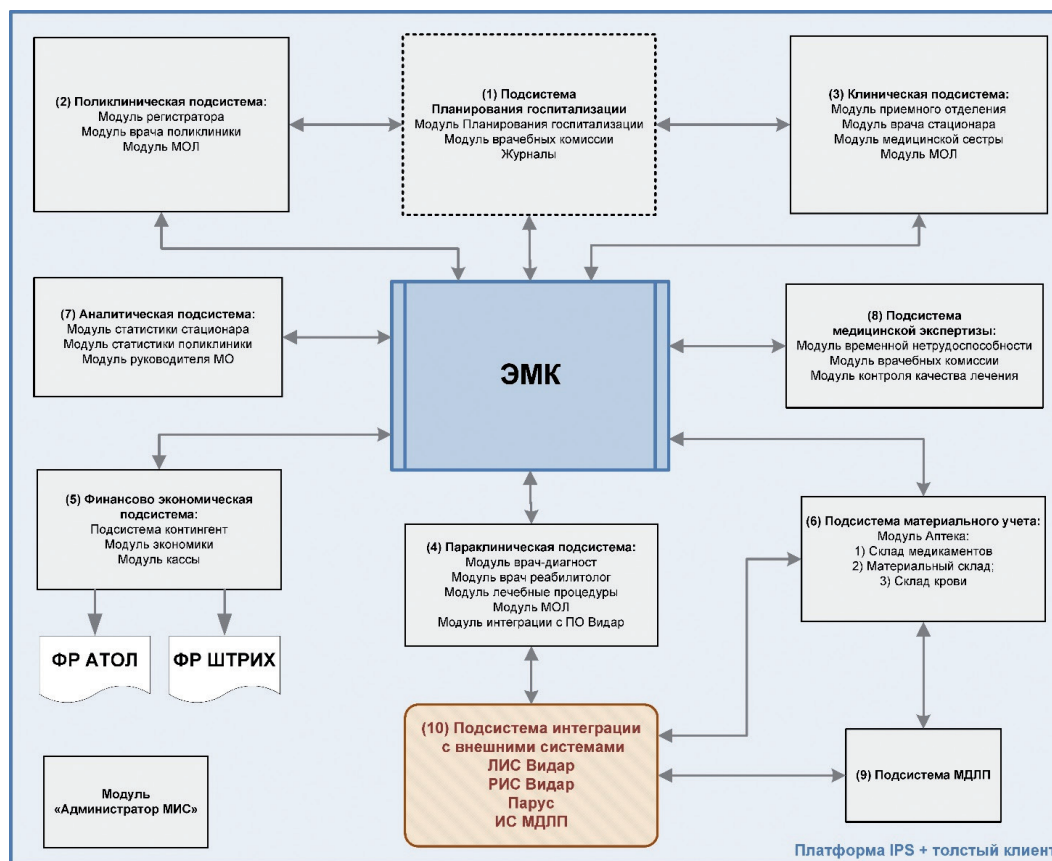 (2) Поликлиническая подсистема:
Модуль регистратора
Модуль врача поликлиники
Модуль МОЛ
(1) Подсистема
Планирования госпитализации
Модуль Планирования госпитализации
Модуль врачебных комиссии
Журналы
(3) Клиническая подсистема:
Модуль приемного отделения
Модуль врача стационара
Модуль медицинской сестры
Модуль МОЛ
(7) Аналитическая подсистема:
Модуль статистики стационара
Модуль статистики поликлиники
Модуль руководителя МО
ЭМК
(8) Подсистема
медицинской экспертизы:
Модуль временной нетрудоспособности
Модуль врачебных комиссии
Модуль контроля качества лечения
(5) Финансово экономическая
подсистема:
Подсистема контингент
Модуль экономики
Модуль кассы
(4) Параклиническая подсистема:
Модуль врач-диагност
Модуль врач реабилитолог
Модуль лечебные процедуры
Модуль МОЛ
Модуль интеграции с ПО Видар
(6) Подсистема материального учета:
Модуль Аптека:
1) Склад медикаментов
2) Материальный склад;
3) Склад крови
ФР АТОЛ
ФР ШТРИХ
(10) Подсистема интеграции
с внешними системами
ЛИС Видар
РИС Видар
Парус
ИС МДЛП
(9) Подсистема МДЛП
Модуль
«Администратор МИС»
Платформа IPS + толстый клиент